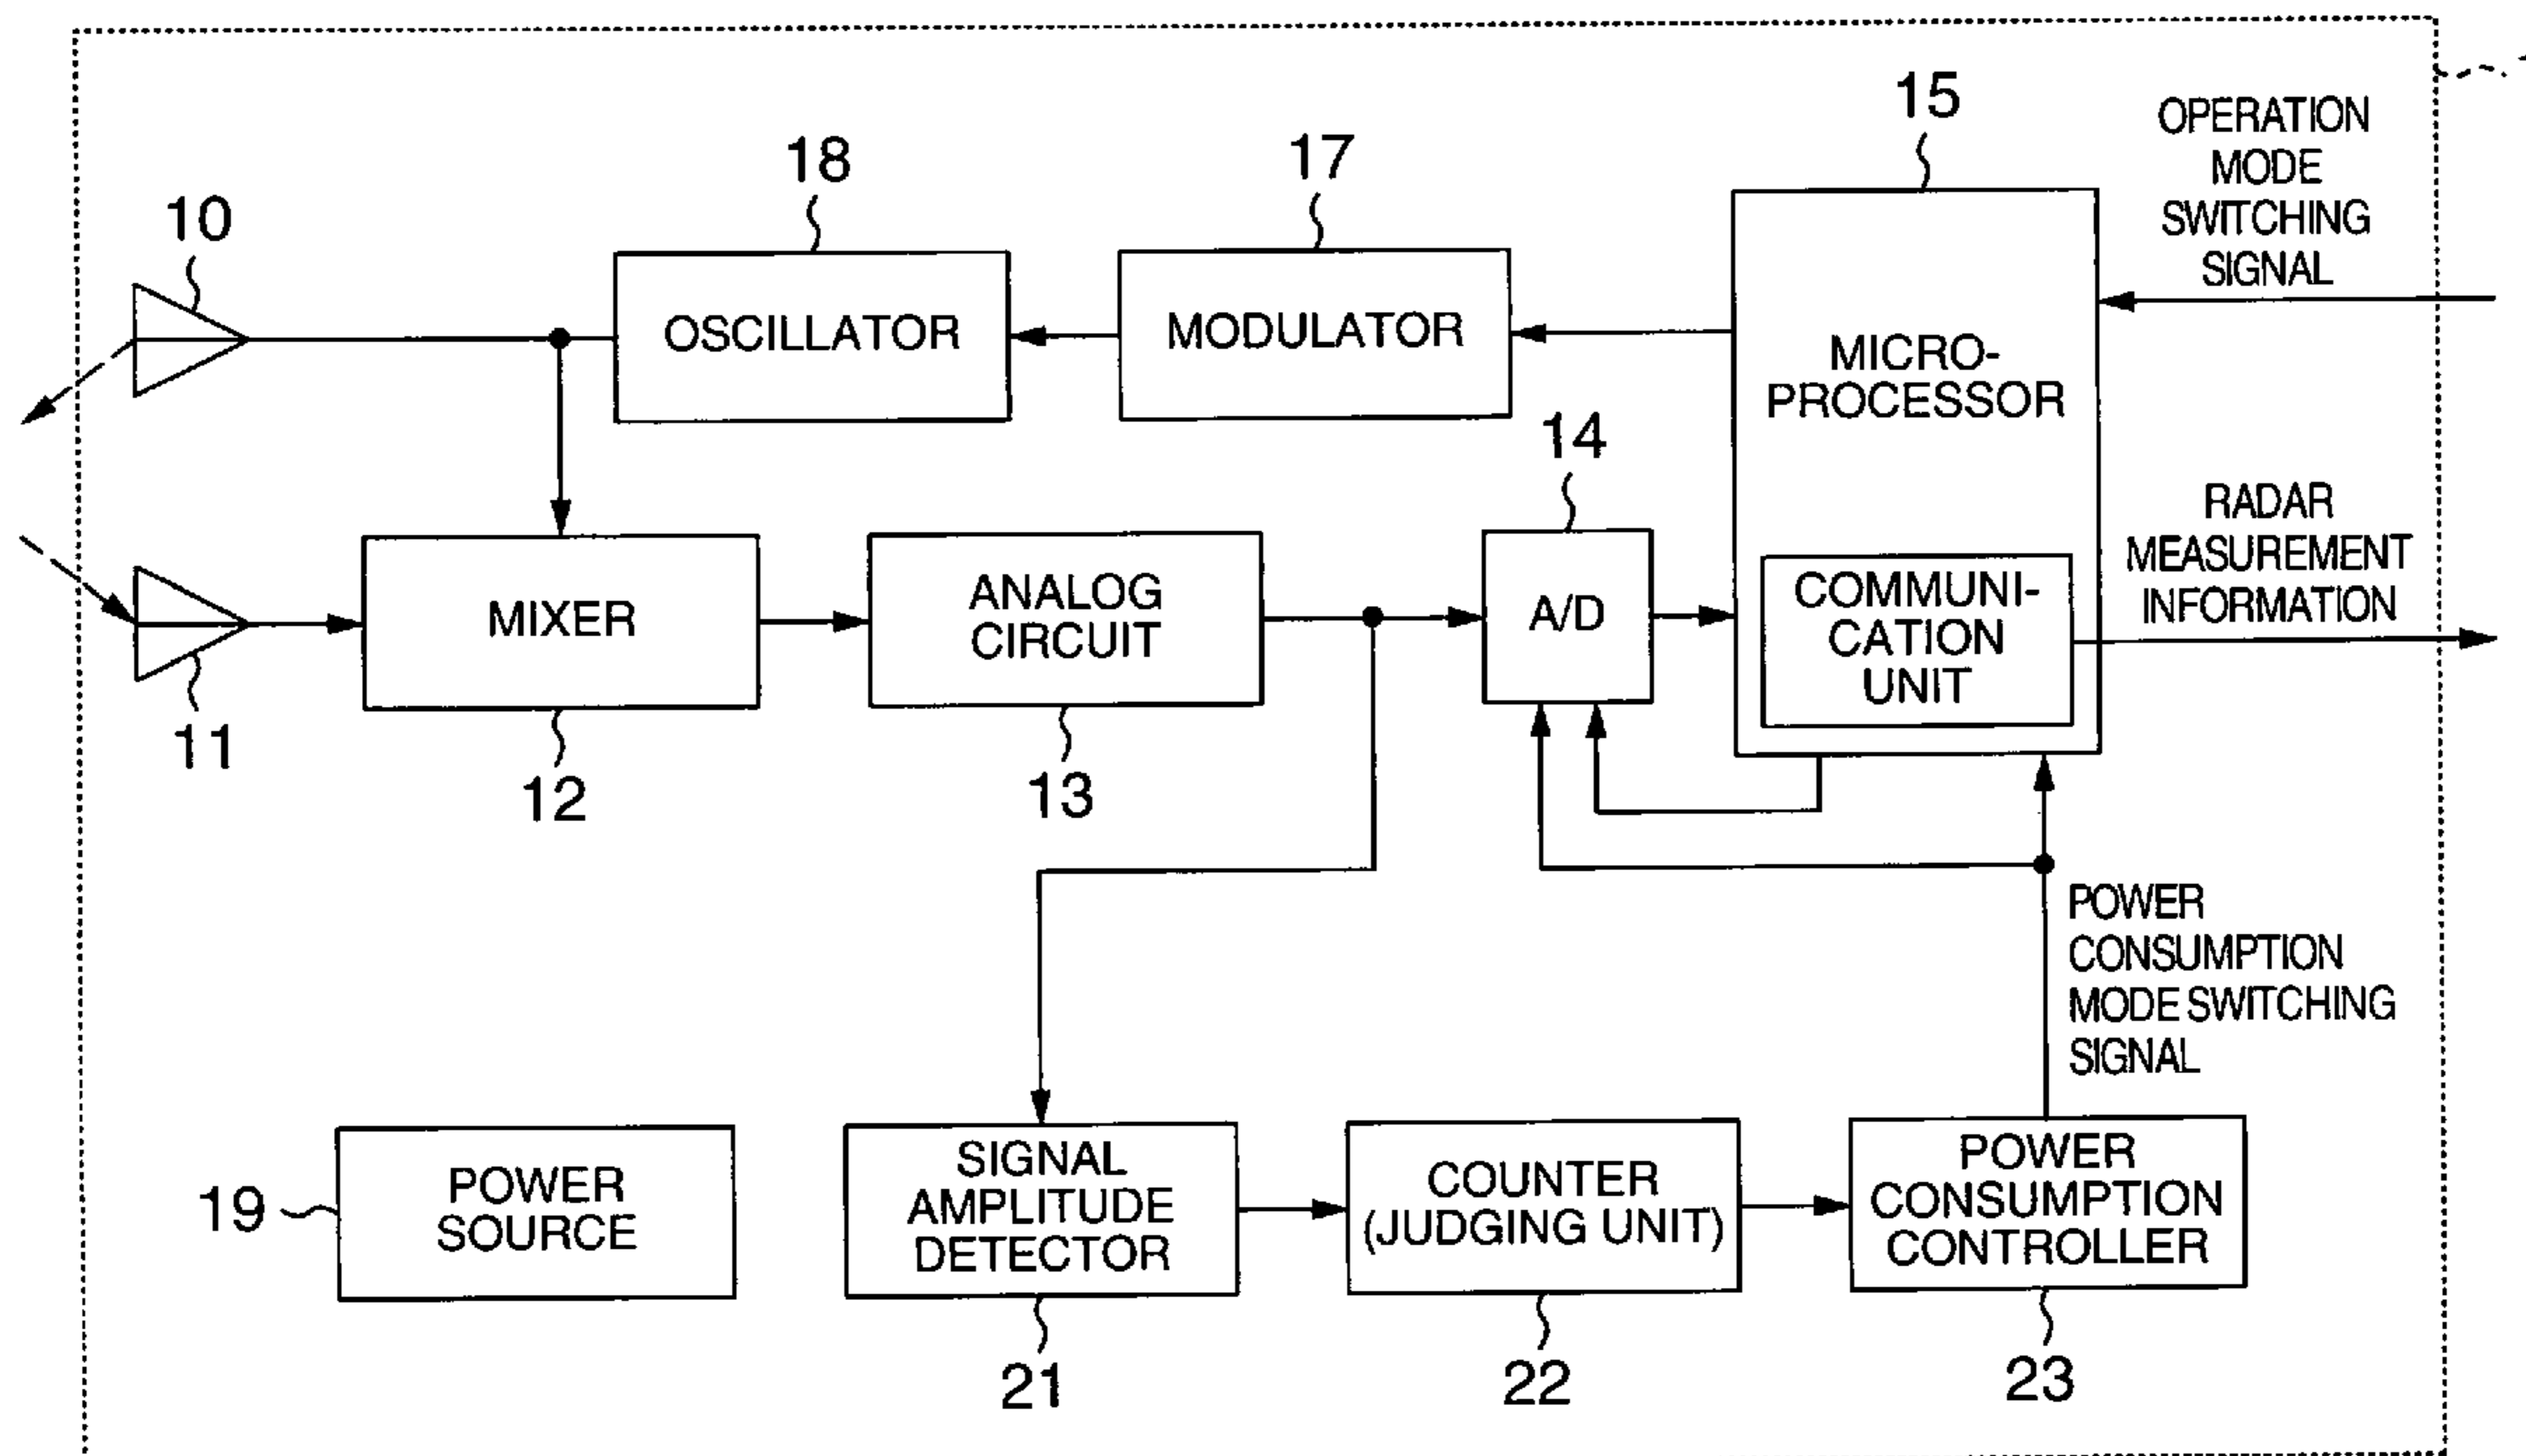 15
OPERATION
MODE
SWITCHING
SIGNAL
18
17
10
OSCILLATOR
MODULATOR
MICRO-
PROCESSOR
14
RADAR
MEASUREMENT
INFORMATION
MIXER
ANALOG
CIRCUIT
A/D
COMMUNI-
CATION
UNIT
11
12
13
POWER
CONSUMPTION
MODE SWITCHING
SIGNAL
19
POWER
SOURCE
SIGNAL
AMPLITUDE
DETECTOR
COUNTER
(JUDGING UNIT)
POWER
CONSUMPTION
CONTROLLER
21
22
23